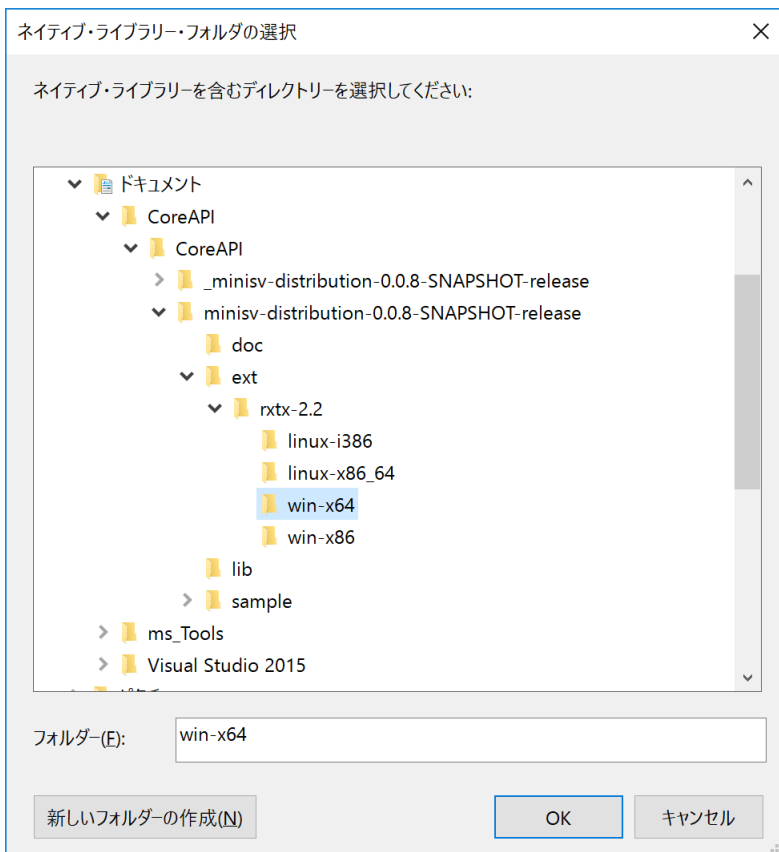 ネイティブ・ライブラリー・フォルダの選択
ネイティブ・ライブラリーを含むディレクトリーを選択してください:
ドキュメント
CoreAPI
CoreAPI
_minisv-distribution-0.0.8-SNAPSHOT-release
minisv-distribution-0.0.8-SNAPSHOT-release
doc
ext
rxtx-2.2
linux-i386
linux-x86_64
win-x64
win-x86
lib
sample
ms_Tools
Visual Studio 2015
フォルダー(F): win-x64
新しいフォルダーの作成(N) OK キャンセル